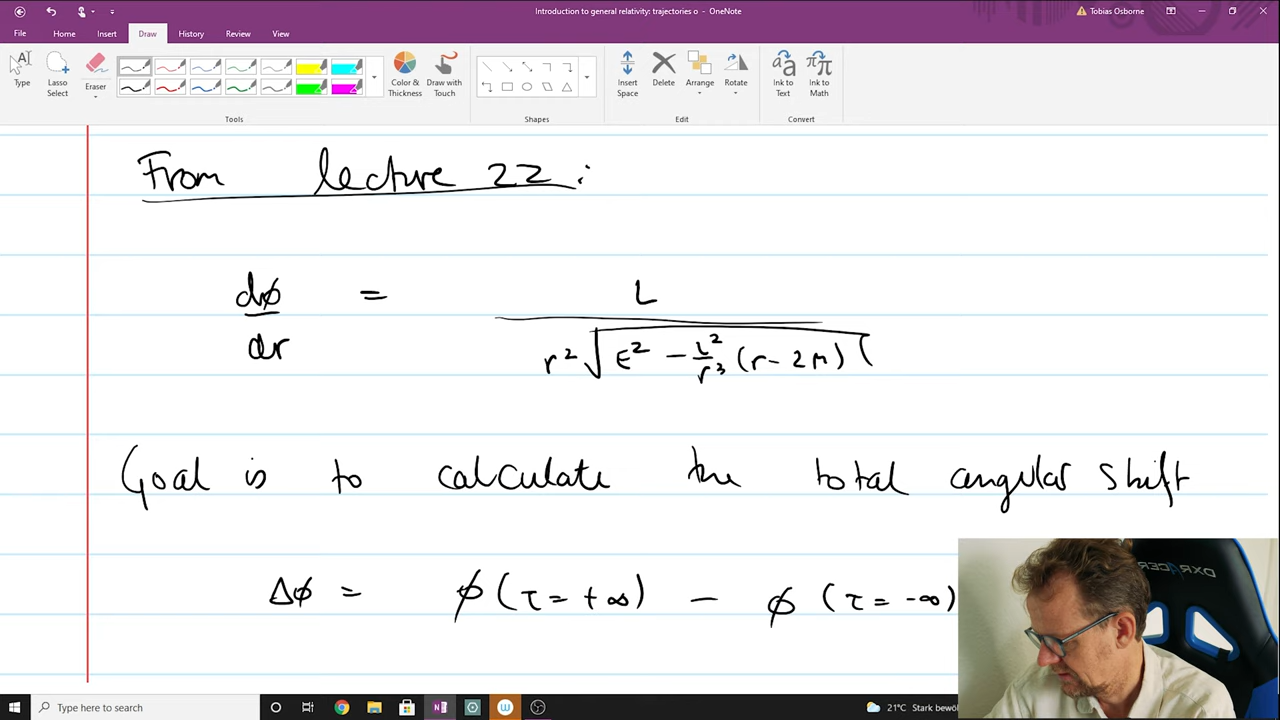 Introduction to general relativity: trajectories o - OneNote
Tobias Osborne
File Home Insert Draw History Review View
Type
Lasso Select
Eraser
Color & Thickness
Draw with Touch
Insert Space
Delete
Arrange
Rotate
Ink to Text
Ink to Math
Tools Shapes Edit Convert
From lecture 22:
dϕ/dr = L / (r² √(E² − L²/r³ (r − 2M)))
Goal is to calculate the total angular shift
Δϕ = ϕ(τ = +∞) − ϕ(τ = −∞)
DXRACER
Type here to search
21°C Stark bewöl